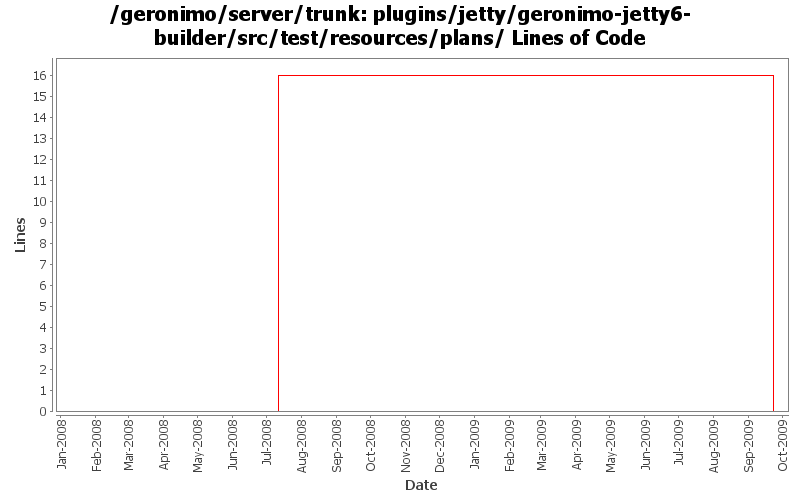 /geronimo/server/trunk: plugins/jetty/geronimo-jetty6-
builder/src/test/resources/plans/ Lines of Code
16
15
14
13
12
11
10
9
8
7
6
5
4
3
2
1
0
Lines
Jan-2008
Feb-2008
Mar-2008
Apr-2008
May-2008
Jun-2008
Jul-2008
Aug-2008
Sep-2008
Oct-2008
Nov-2008
Dec-2008
Jan-2009
Feb-2009
Mar-2009
Apr-2009
May-2009
Jun-2009
Jul-2009
Aug-2009
Sep-2009
Oct-2009
Date